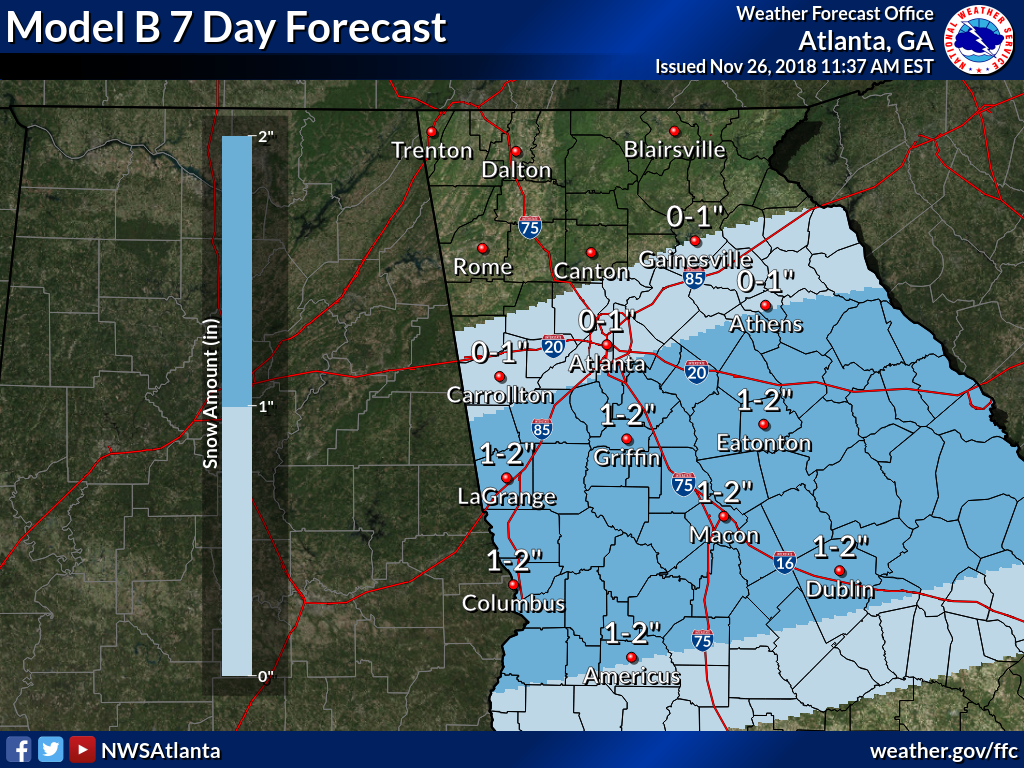 Model B 7 Day Forecast
Weather Forecast Office
Atlanta, GA
Issued Nov 26, 2018 11:37 AM EST
NATIONAL WEATHER SERVICE
Snow Amount (in)
2"
1"
0"
Trenton
Dalton
Blairsville
75
0-1"
Rome
Canton
Gainesville
85
0-1"
Athens
0-1"
Atlanta
20
0-1"
Carrollton
20
1-2"
Eatonton
1-2"
Griffin
85
1-2"
LaGrange
75
1-2"
Macon
1-2"
Columbus
16
1-2"
Dublin
1-2"
Americus
75
NWSAtlanta
weather.gov/ffc